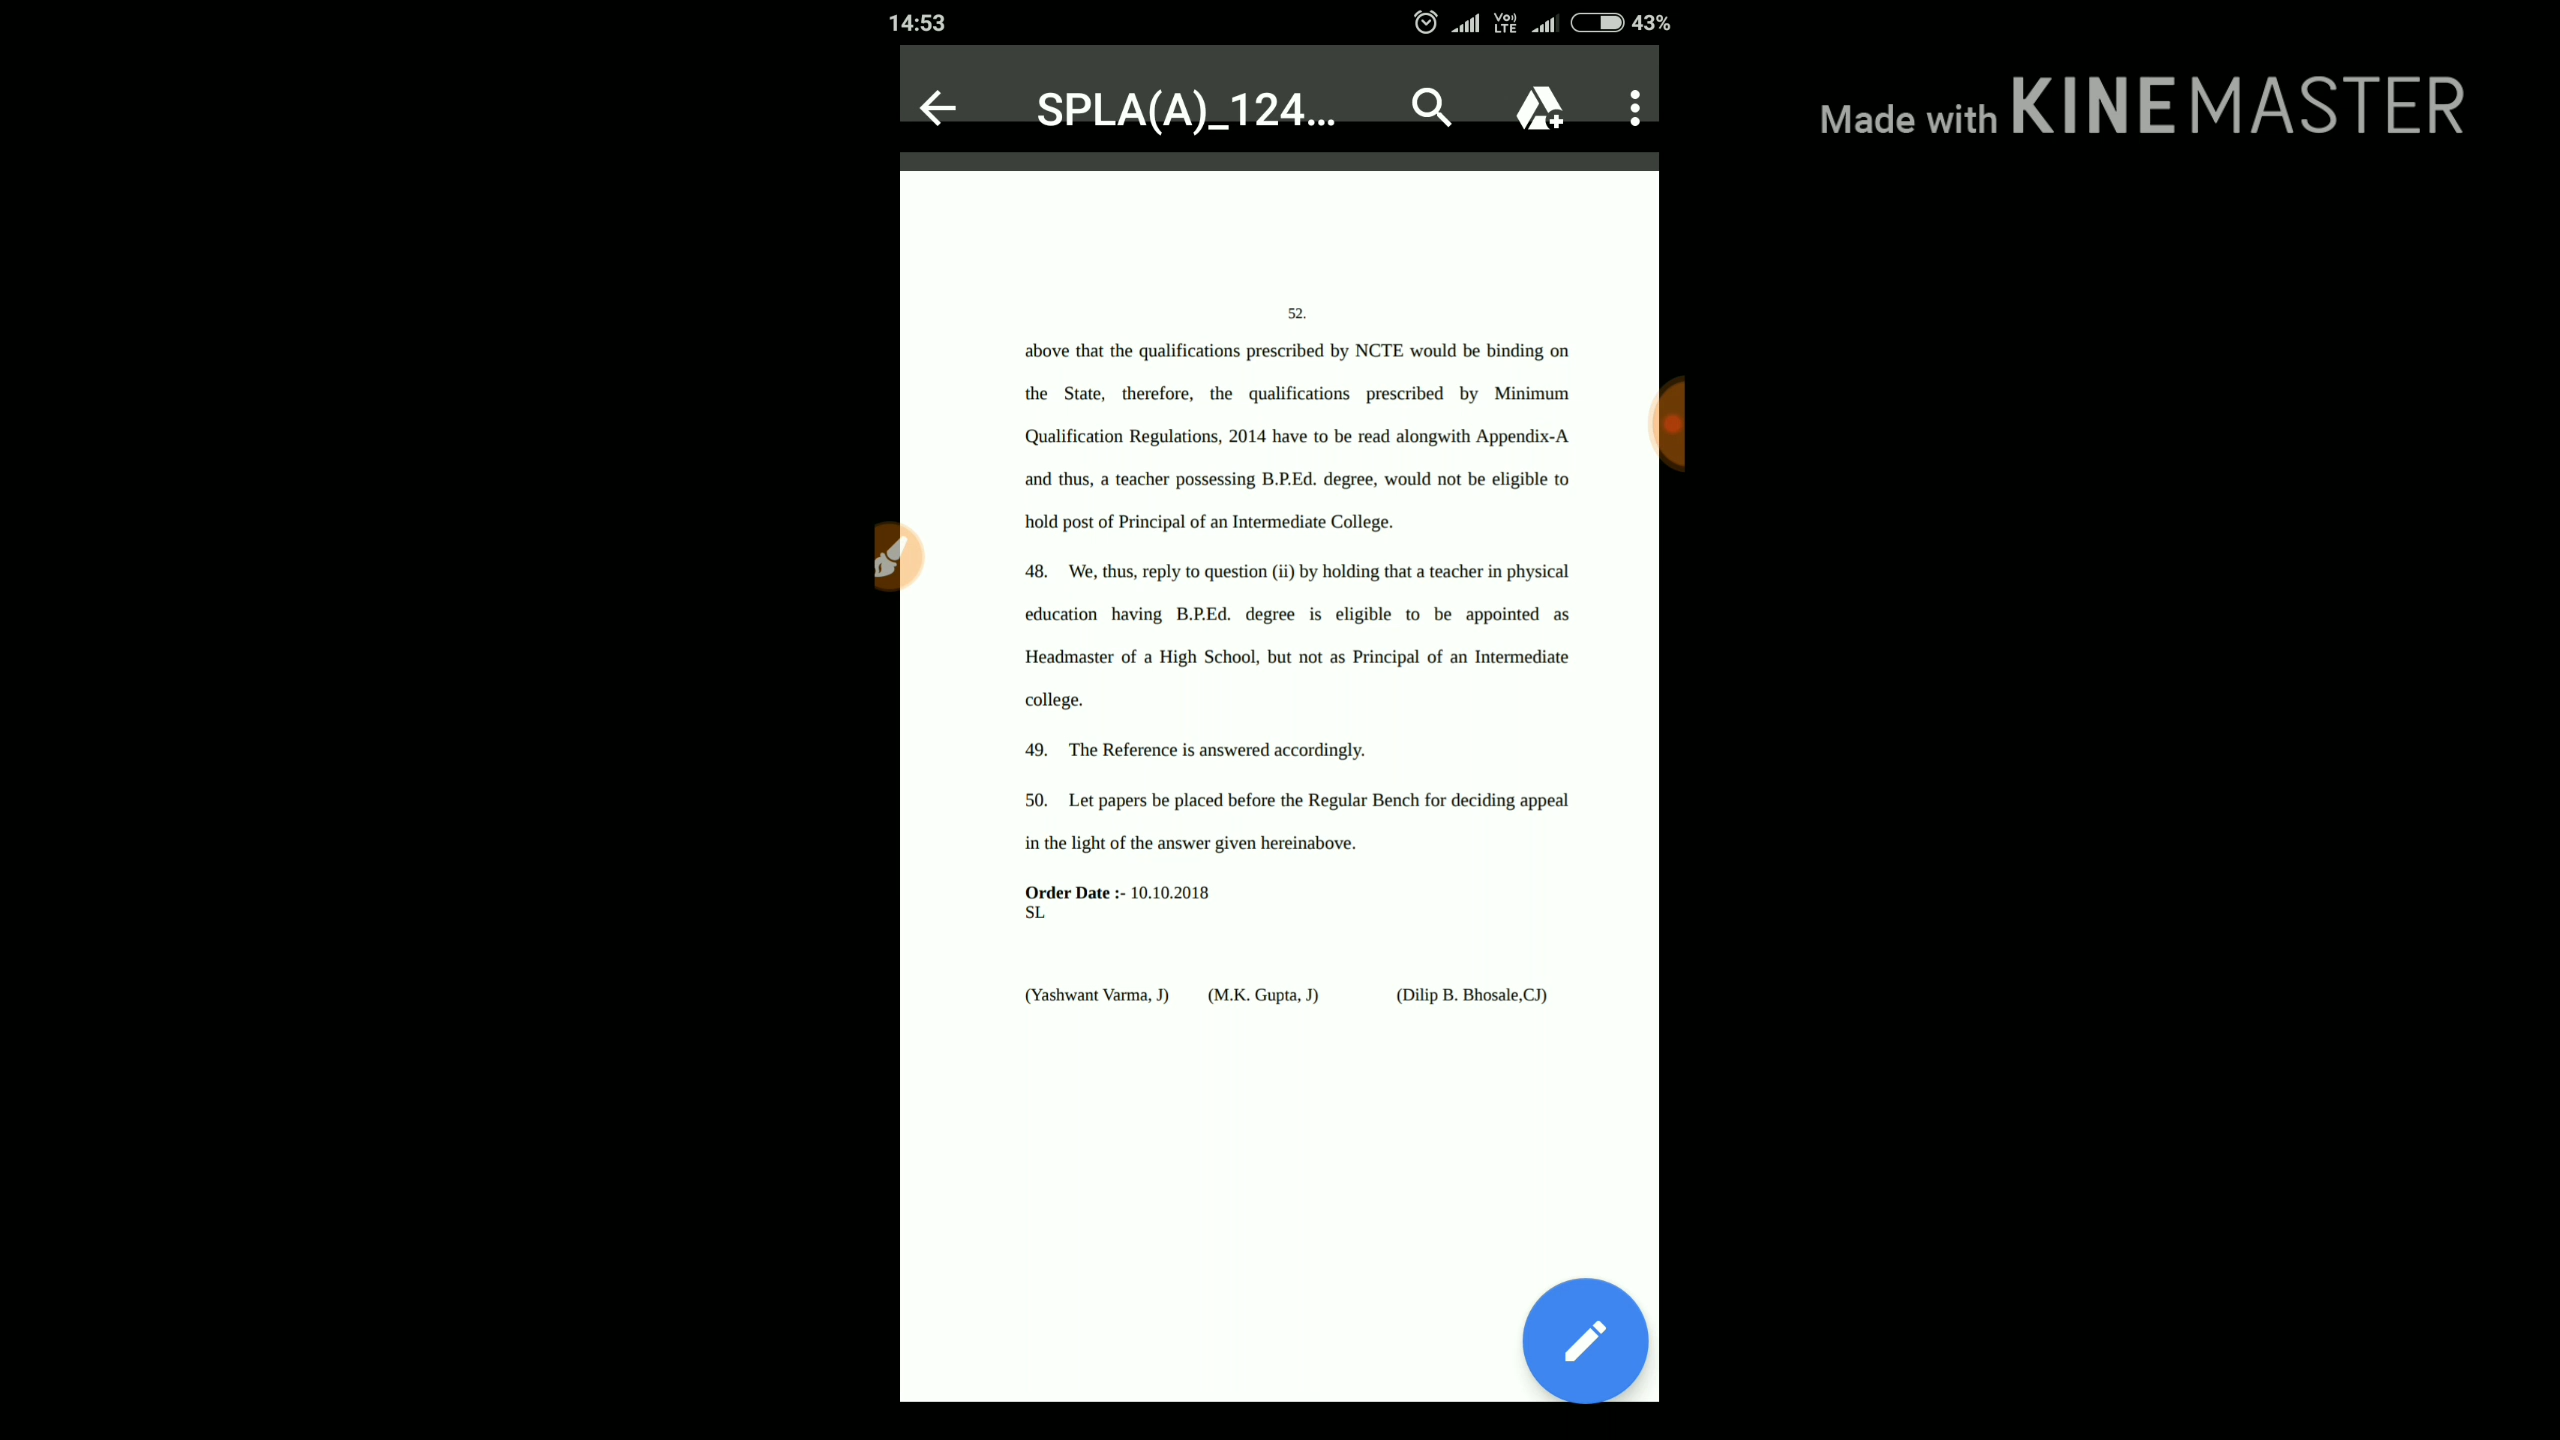 14:53
Vo) LTE
43%
SPLA(A)_124...
Made with KINEMASTER
52.
above that the qualifications prescribed by NCTE would be binding on
the State, therefore, the qualifications prescribed by Minimum
Qualification Regulations, 2014 have to be read alongwith Appendix-A
and thus, a teacher possessing B.P.Ed. degree, would not be eligible to
hold post of Principal of an Intermediate College.
48. We, thus, reply to question (ii) by holding that a teacher in physical
education having B.P.Ed. degree is eligible to be appointed as
Headmaster of a High School, but not as Principal of an Intermediate
college.
49. The Reference is answered accordingly.
50. Let papers be placed before the Regular Bench for deciding appeal
in the light of the answer given hereinabove.
Order Date :- 10.10.2018
SL
(Yashwant Varma, J) (M.K. Gupta, J) (Dilip B. Bhosale,CJ)